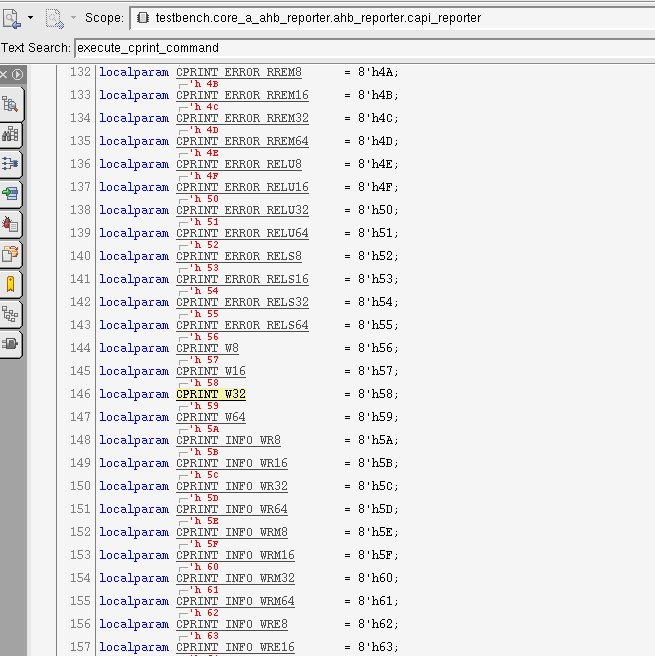 Scope: testbench.core_a_ahb_reporter.ahb_reporter.capi_reporter
Text Search: execute_cprint_command
132 localparam CPRINT_ERROR_RREM8 = 8'h4A;
'h 4B
133 localparam CPRINT_ERROR_RREM16 = 8'h4B;
'h 4C
134 localparam CPRINT_ERROR_RREM32 = 8'h4C;
'h 4D
135 localparam CPRINT_ERROR_RREM64 = 8'h4D;
'h 4E
136 localparam CPRINT_ERROR_RELU8 = 8'h4E;
'h 4F
137 localparam CPRINT_ERROR_RELU16 = 8'h4F;
'h 50
138 localparam CPRINT_ERROR_RELU32 = 8'h50;
'h 51
139 localparam CPRINT_ERROR_RELU64 = 8'h51;
'h 52
140 localparam CPRINT_ERROR_RELS8 = 8'h52;
'h 53
141 localparam CPRINT_ERROR_RELS16 = 8'h53;
'h 54
142 localparam CPRINT_ERROR_RELS32 = 8'h54;
'h 55
143 localparam CPRINT_ERROR_RELS64 = 8'h55;
'h 56
144 localparam CPRINT_W8 = 8'h56;
'h 57
145 localparam CPRINT_W16 = 8'h57;
'h 58
146 localparam CPRINT_W32 = 8'h58;
'h 59
147 localparam CPRINT_W64 = 8'h59;
'h 5A
148 localparam CPRINT_INFO_WR8 = 8'h5A;
'h 5B
149 localparam CPRINT_INFO_WR16 = 8'h5B;
'h 5C
150 localparam CPRINT_INFO_WR32 = 8'h5C;
'h 5D
151 localparam CPRINT_INFO_WR64 = 8'h5D;
'h 5E
152 localparam CPRINT_INFO_WRM8 = 8'h5E;
'h 5F
153 localparam CPRINT_INFO_WRM16 = 8'h5F;
'h 60
154 localparam CPRINT_INFO_WRM32 = 8'h60;
'h 61
155 localparam CPRINT_INFO_WRM64 = 8'h61;
'h 62
156 localparam CPRINT_INFO_WRE8 = 8'h62;
'h 63
157 localparam CPRINT_INFO_WRE16 = 8'h63;